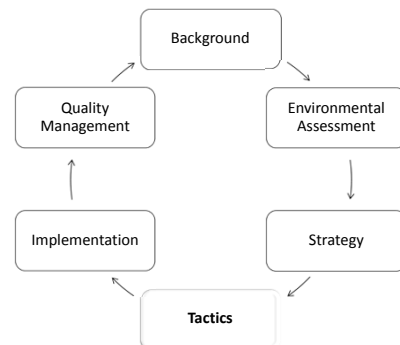 Background
Environmental
Assessment
Strategy
Tactics
Implementation
Quality
Management